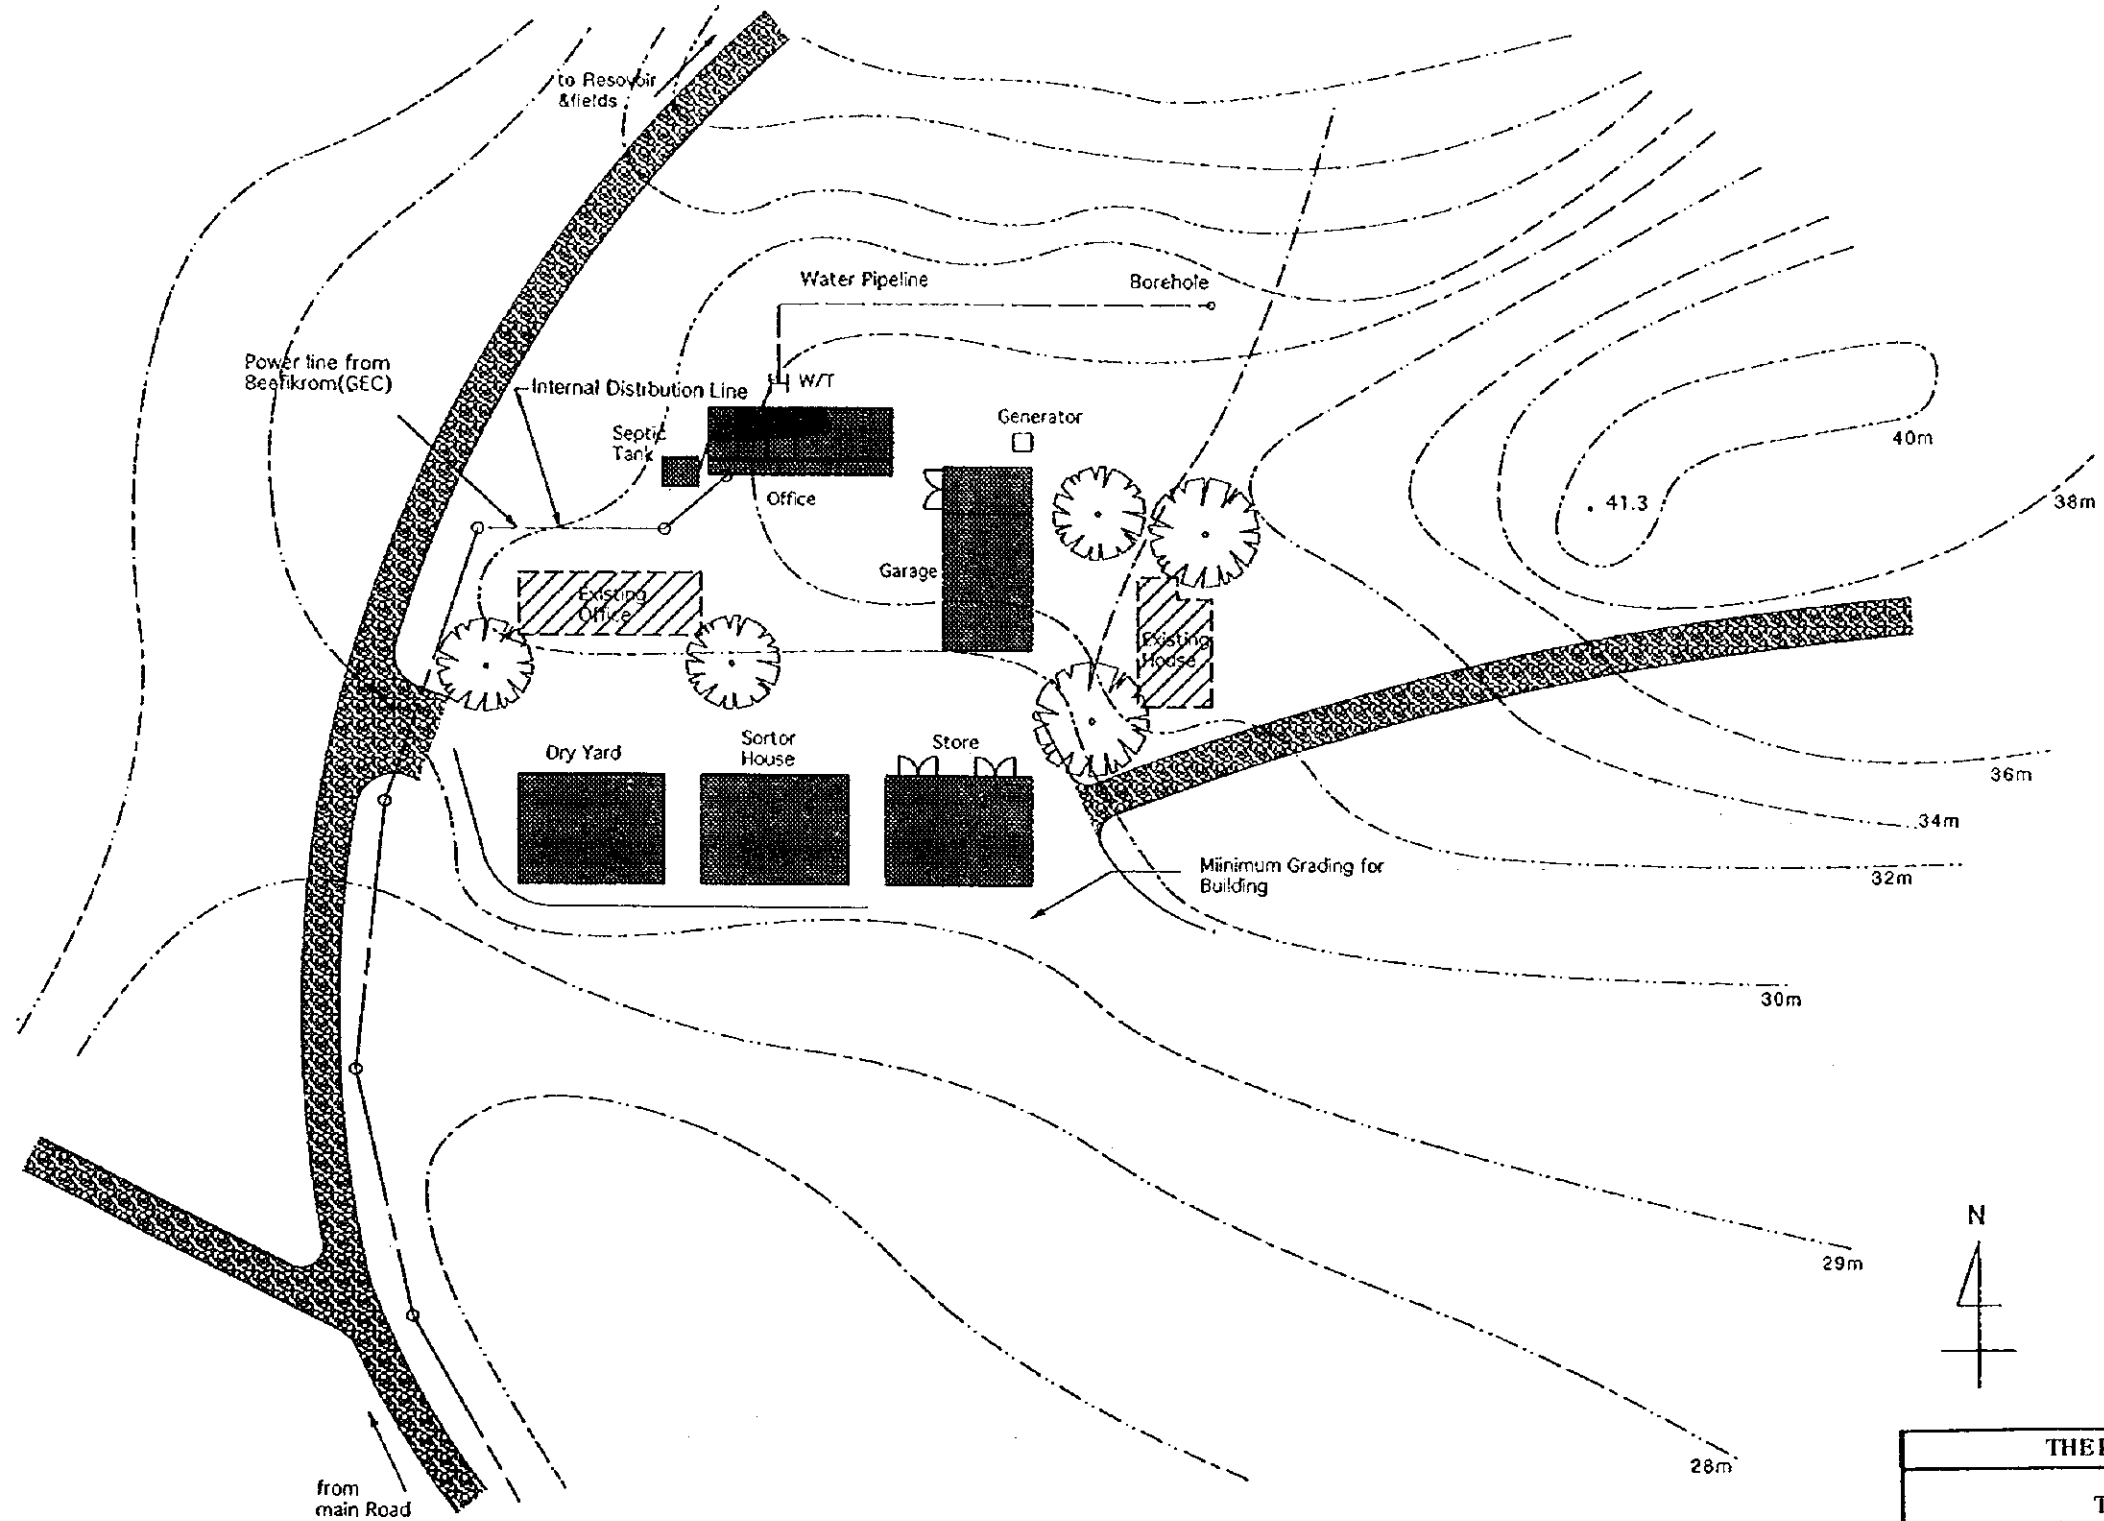 to Resovoir
&fields
Water Pipeline
Borehole
Power line from
(GEC)
Internal Distrbution Line
W/T
Septic
Tank
Generator
Office
40m
38m
41.3
Garage
Existing
Office
Existing
House
Dry Yard
Sortor
House
Store
36m
34m
32m
Miinimum Grading for
Building
30m
29m
28m
N
from
main Road